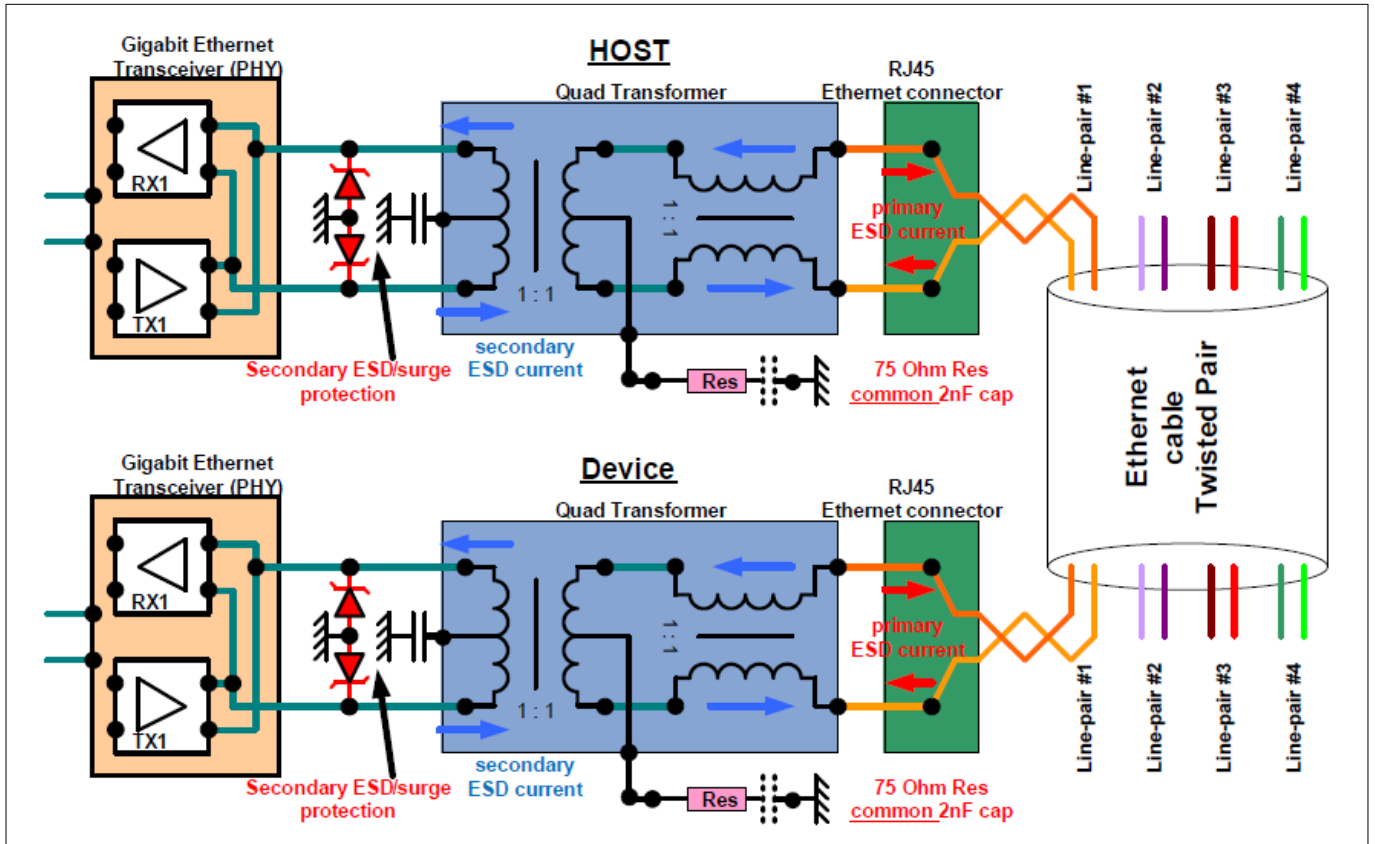 HOST
Gigabit Ethernet
Transceiver (PHY)
Quad Transformer
RJ45
Ethernet connector
Line-pair #1
Line-pair #2
Line-pair #3
Line-pair #4
RX1
TX1
1 : 1
1 : 1
primary
ESD current
Secondary ESD/surge
protection
secondary
ESD current
Res
75 Ohm Res
common 2nF cap
Ethernet
cable
Twisted Pair
Device
Gigabit Ethernet
Transceiver (PHY)
Quad Transformer
RJ45
Ethernet connector
RX1
TX1
1 : 1
1 : 1
primary
ESD current
Secondary ESD/surge
protection
secondary
ESD current
Res
75 Ohm Res
common 2nF cap
Line-pair #1
Line-pair #2
Line-pair #3
Line-pair #4